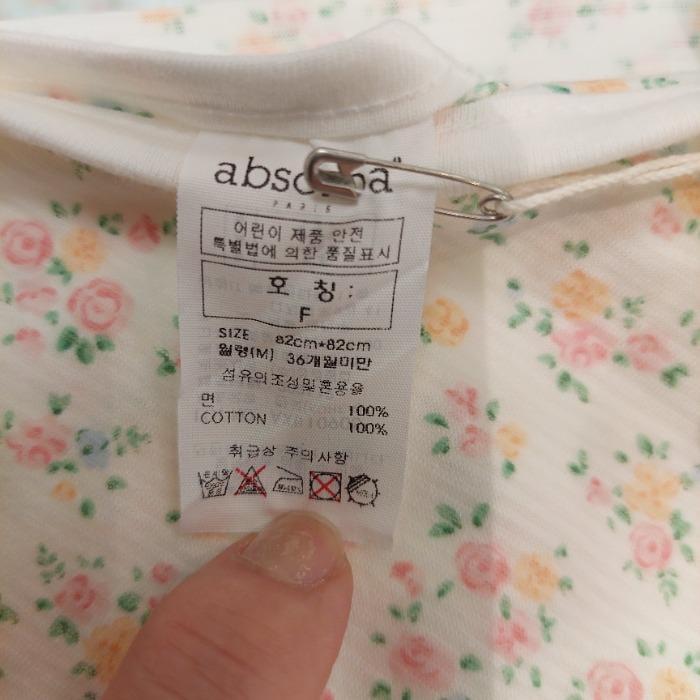 absorba
PARIS
어린이 제품 안전
특별법에 의한 품질표시
호 칭 :
F
SIZE 82cm*82cm
월령(M) 36개월미만
섬유의조성및혼용율
면 100%
COTTON 100%
취급상 주의사항